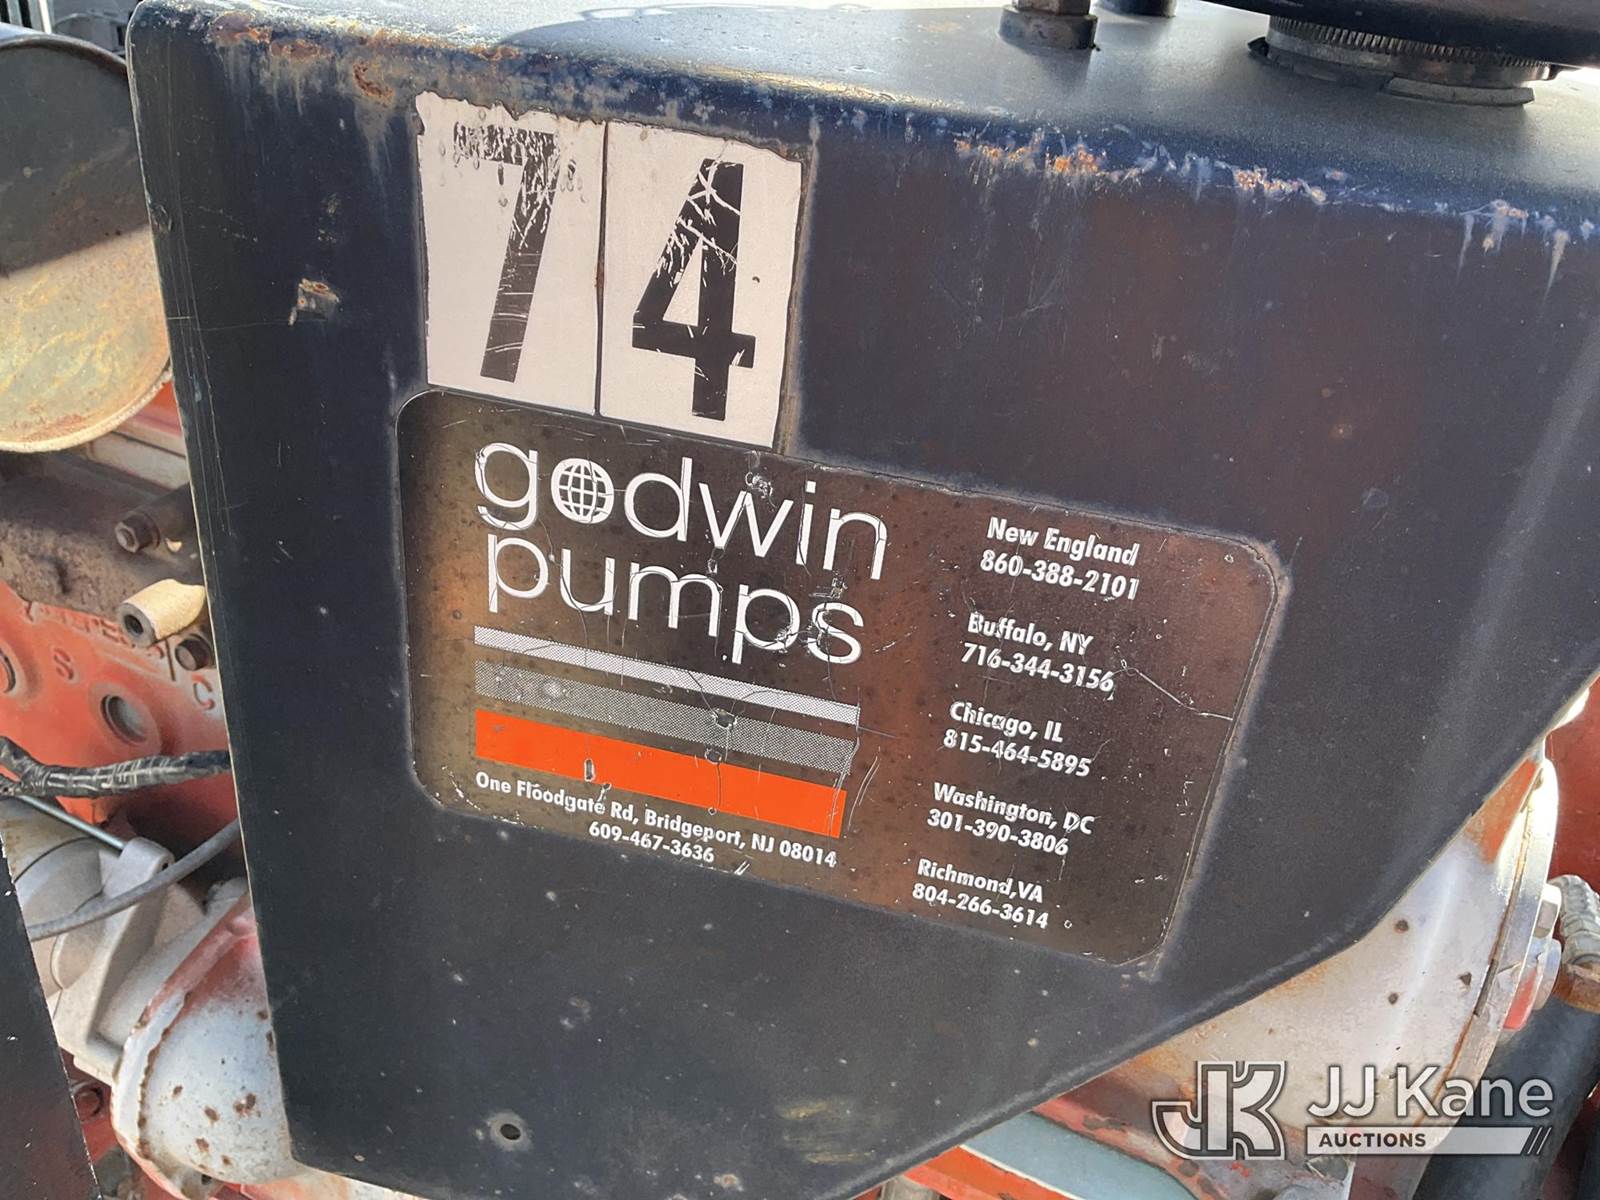 74
godwin
pumps
One Floodgate Rd, Bridgeport, NJ 08014
609-467-3636
New England
860-388-2101
Buffalo, NY
716-344-3156
Chicago, IL
815-464-5895
Washington, DC
301-390-3806
Richmond, VA
804-266-3614
S
C
JK
JJ Kane
AUCTIONS